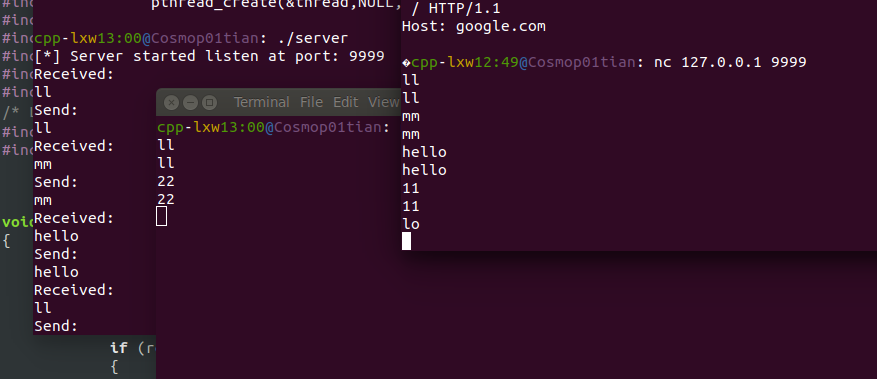 #inc
#inc
#inc
#inc
#inc
#inc
/* L
#inc
#inc
void
{
pthread_create(&thread,NULL,
cpp-lxw13:00@Cosmop01tian: ./server
[*] Server started listen at port: 9999
Received:
ll
Send:
ll
Received:
mm
Send:
mm
Received:
hello
Send:
hello
Received:
ll
Send:
if (r
{
Terminal File Edit View
cpp-lxw13:00@Cosmop01tian:
ll
ll
22
22
/ HTTP/1.1
Host: google.com
�cpp-lxw12:49@Cosmop01tian: nc 127.0.0.1 9999
ll
ll
mm
mm
hello
hello
11
11
lo